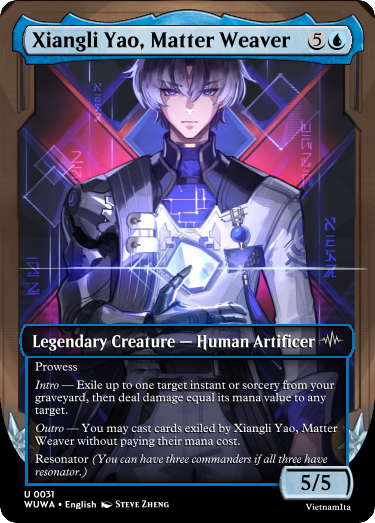 Xiangli Yao, Matter Weaver 5
Legendary Creature — Human Artificer
Prowess
Intro — Exile up to one target instant or sorcery from your
graveyard, then deal damage equal its mana value to any
target.
Outro — You may cast cards exiled by Xiangli Yao, Matter
Weaver without paying their mana cost.
Resonator (You can have three commanders if all three have
resonator.)
5/5
U 0031
WUWA • English Steve Zheng
VietnamIta